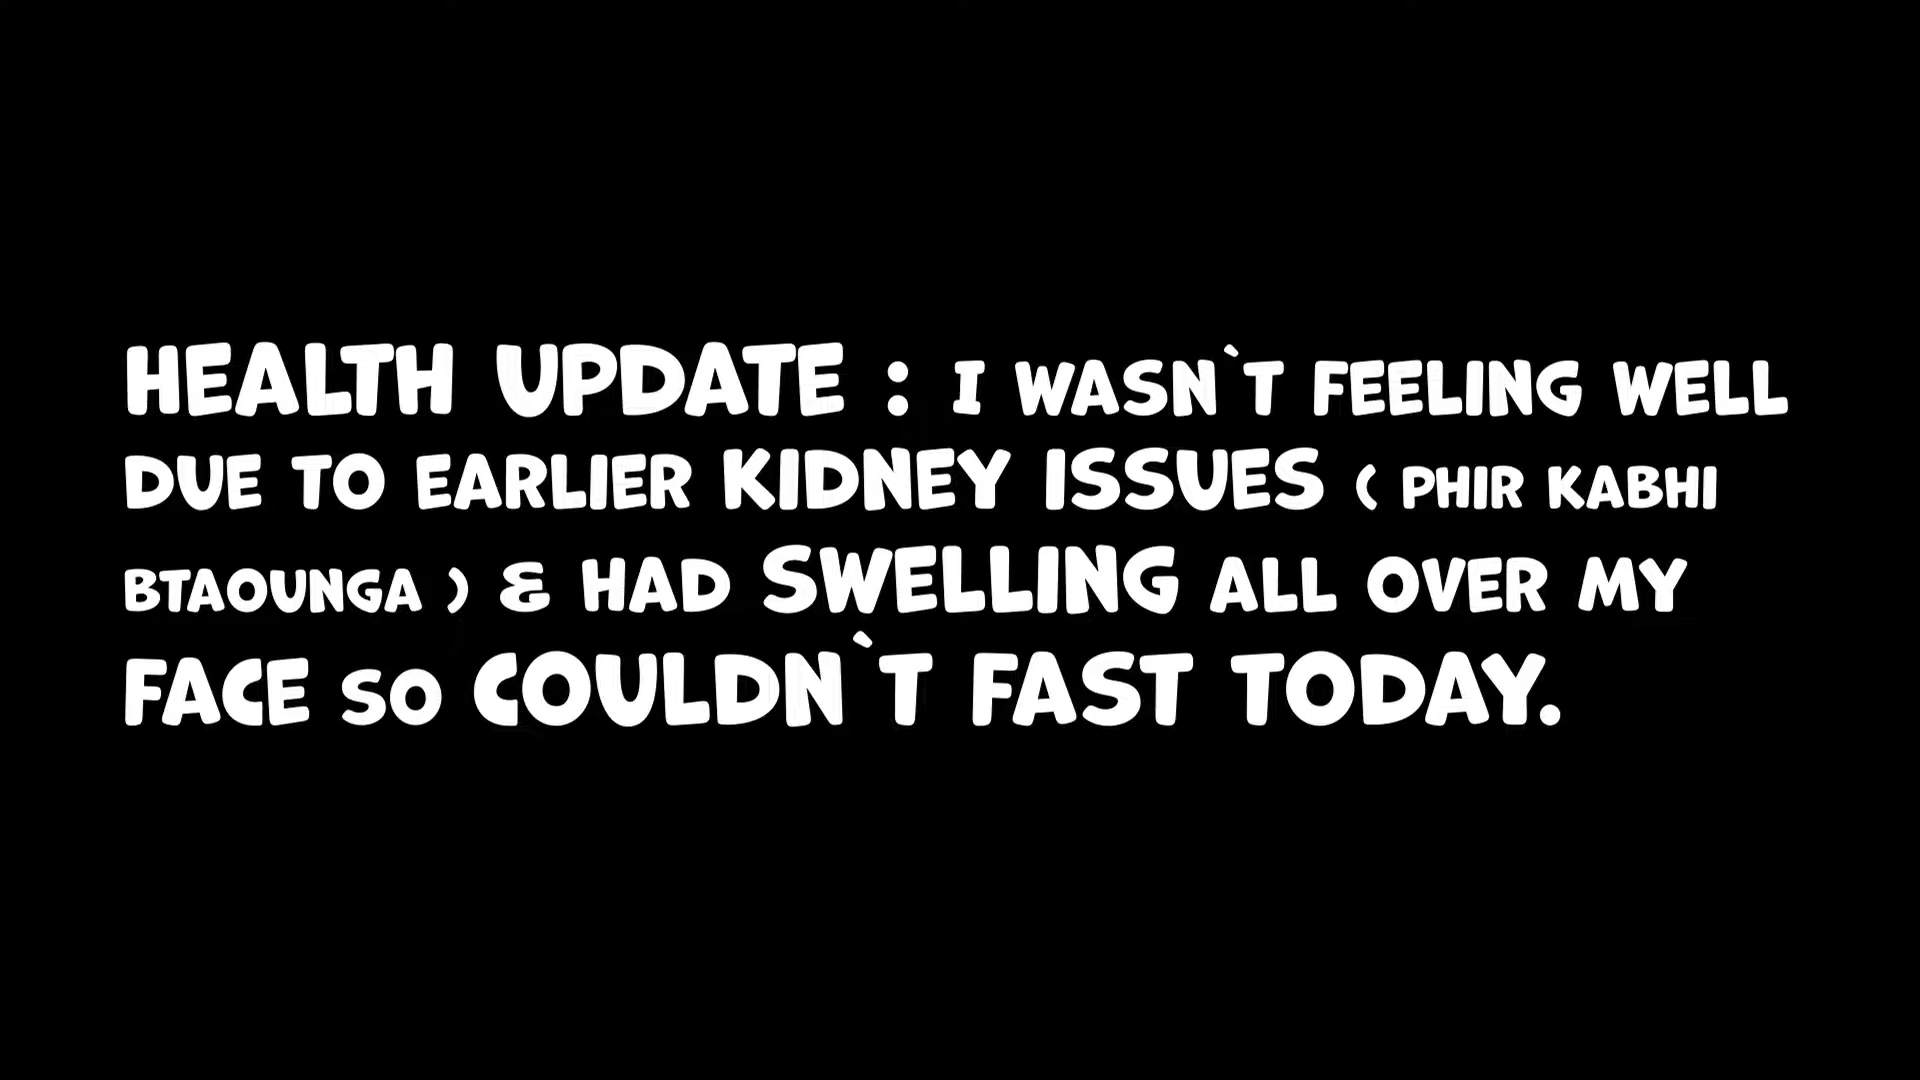 HEALTH UPDATE : I WASN`T FEELING WELL
DUE TO EARLIER KIDNEY ISSUES ( PHIR KABHI
BTAOUNGA ) & HAD SWELLING ALL OVER MY
FACE SO COULDN`T FAST TODAY.